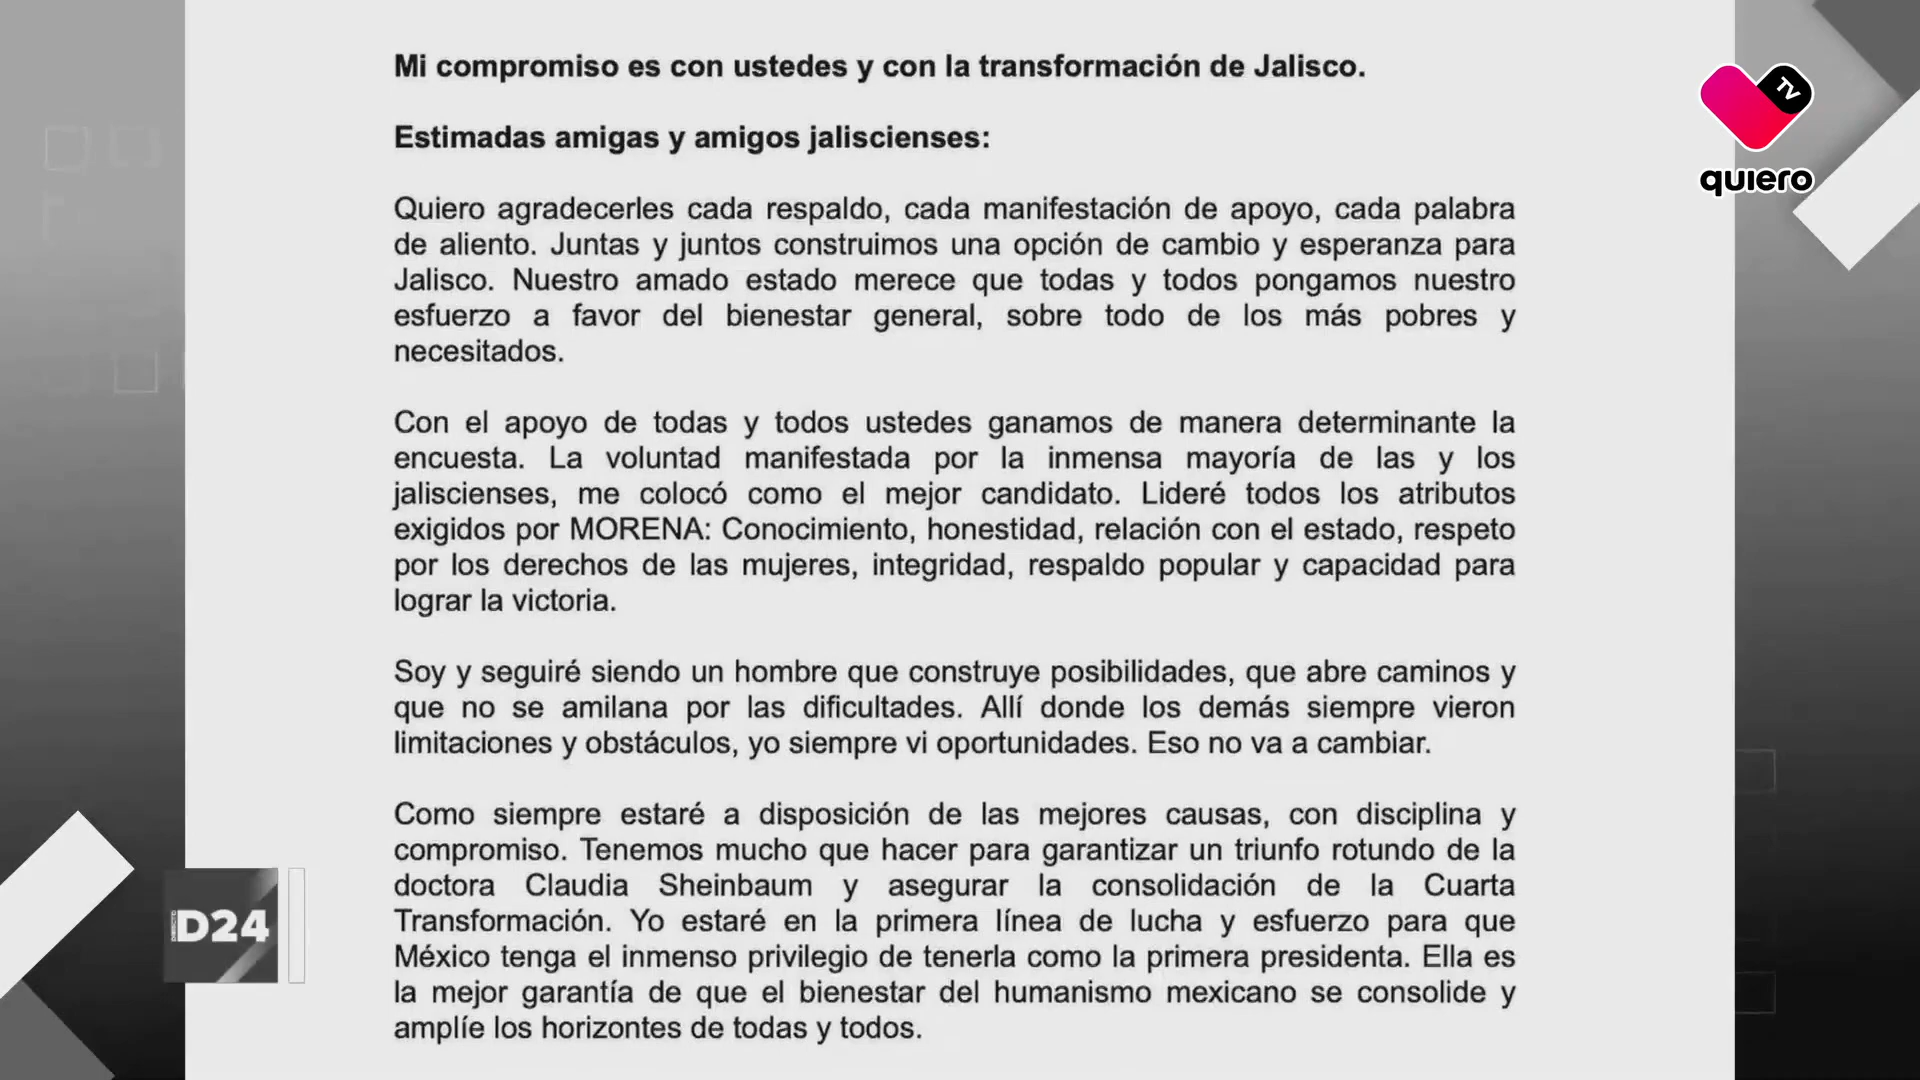 Mi compromiso es con ustedes y con la transformación de Jalisco.
Estimadas amigas y amigos jaliscienses:
Quiero agradecerles cada respaldo, cada manifestación de apoyo, cada palabra
de aliento. Juntas y juntos construimos una opción de cambio y esperanza para
Jalisco. Nuestro amado estado merece que todas y todos pongamos nuestro
esfuerzo a favor del bienestar general, sobre todo de los más pobres y
necesitados.
Con el apoyo de todas y todos ustedes ganamos de manera determinante la
encuesta. La voluntad manifestada por la inmensa mayoría de las y los
jaliscienses, me colocó como el mejor candidato. Lideré todos los atributos
exigidos por MORENA: Conocimiento, honestidad, relación con el estado, respeto
por los derechos de las mujeres, integridad, respaldo popular y capacidad para
lograr la victoria.
Soy y seguiré siendo un hombre que construye posibilidades, que abre caminos y
que no se amilana por las dificultades. Allí donde los demás siempre vieron
limitaciones y obstáculos, yo siempre vi oportunidades. Eso no va a cambiar.
Como siempre estaré a disposición de las mejores causas, con disciplina y
compromiso. Tenemos mucho que hacer para garantizar un triunfo rotundo de la
doctora Claudia Sheinbaum y asegurar la consolidación de la Cuarta
Transformación. Yo estaré en la primera línea de lucha y esfuerzo para que
México tenga el inmenso privilegio de tenerla como la primera presidenta. Ella es
la mejor garantía de que el bienestar del humanismo mexicano se consolide y
amplíe los horizontes de todas y todos.
TV
quiero
D24